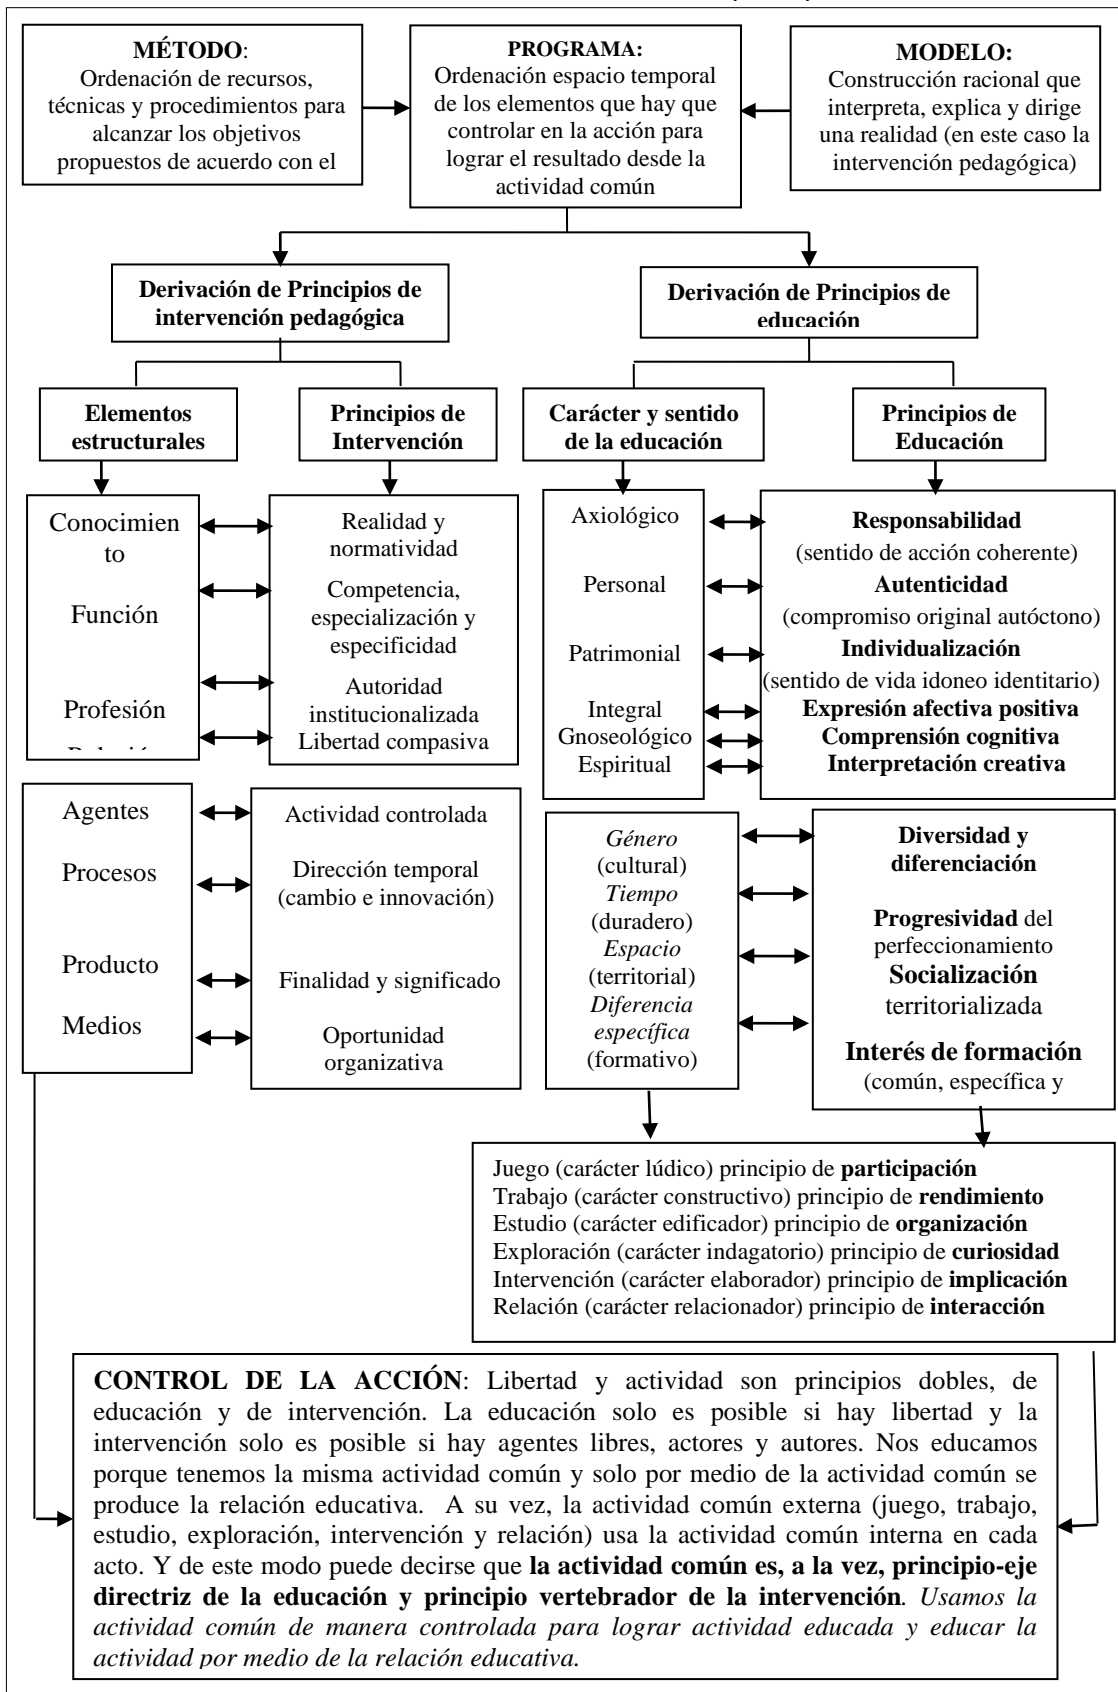 MÉTODO:
Ordenación de recursos,
técnicas y procedimientos para
alcanzar los objetivos
propuestos de acuerdo con el
PROGRAMA:
Ordenación espacio temporal
de los elementos que hay que
controlar en la acción para
lograr el resultado desde la
actividad común
MODELO:
Construcción racional que
interpreta, explica y dirige
una realidad (en este caso la
intervención pedagógica)
Derivación de Principios de
intervención pedagógica
Derivación de Principios de
educación
Elementos
estructurales
Principios de
Intervención
Carácter y sentido
de la educación
Principios de
Educación
Conocimien
to
Función
Profesión
Realidad y
normatividad
Competencia,
especialización y
especificidad
Autoridad
institucionalizada
Libertad compasiva
Axiológico
Personal
Patrimonial
Integral
Gnoseológico
Espiritual
Responsabilidad
(sentido de acción coherente)
Autenticidad
(compromiso original autóctono)
Individualización
(sentido de vida idoneo identitario)
Expresión afectiva positiva
Comprensión cognitiva
Interpretación creativa
Agentes
Procesos
Producto
Medios
Actividad controlada
Dirección temporal
(cambio e innovación)
Finalidad y significado
Oportunidad
organizativa
Género
(cultural)
Tiempo
(duradero)
Espacio
(territorial)
Diferencia
específica
(formativo)
Diversidad y
diferenciación
Progresividad del
perfeccionamiento
Socialización
territorializada
Interés de formación
(común, específica y
Juego (carácter lúdico) principio de participación
Trabajo (carácter constructivo) principio de rendimiento
Estudio (carácter edificador) principio de organización
Exploración (carácter indagatorio) principio de curiosidad
Intervención (carácter elaborador) principio de implicación
Relación (carácter relacionador) principio de interacción
CONTROL DE LA ACCIÓN: Libertad y actividad son principios dobles, de
educación y de intervención. La educación solo es posible si hay libertad y la
intervención solo es posible si hay agentes libres, actores y autores. Nos educamos
porque tenemos la misma actividad común y solo por medio de la actividad común se
produce la relación educativa. A su vez, la actividad común externa (juego, trabajo,
estudio, exploración, intervención y relación) usa la actividad común interna en cada
acto. Y de este modo puede decirse que la actividad común es, a la vez, principio-eje
directriz de la educación y principio vertebrador de la intervención. Usamos la
actividad común de manera controlada para lograr actividad educada y educar la
actividad por medio de la relación educativa.